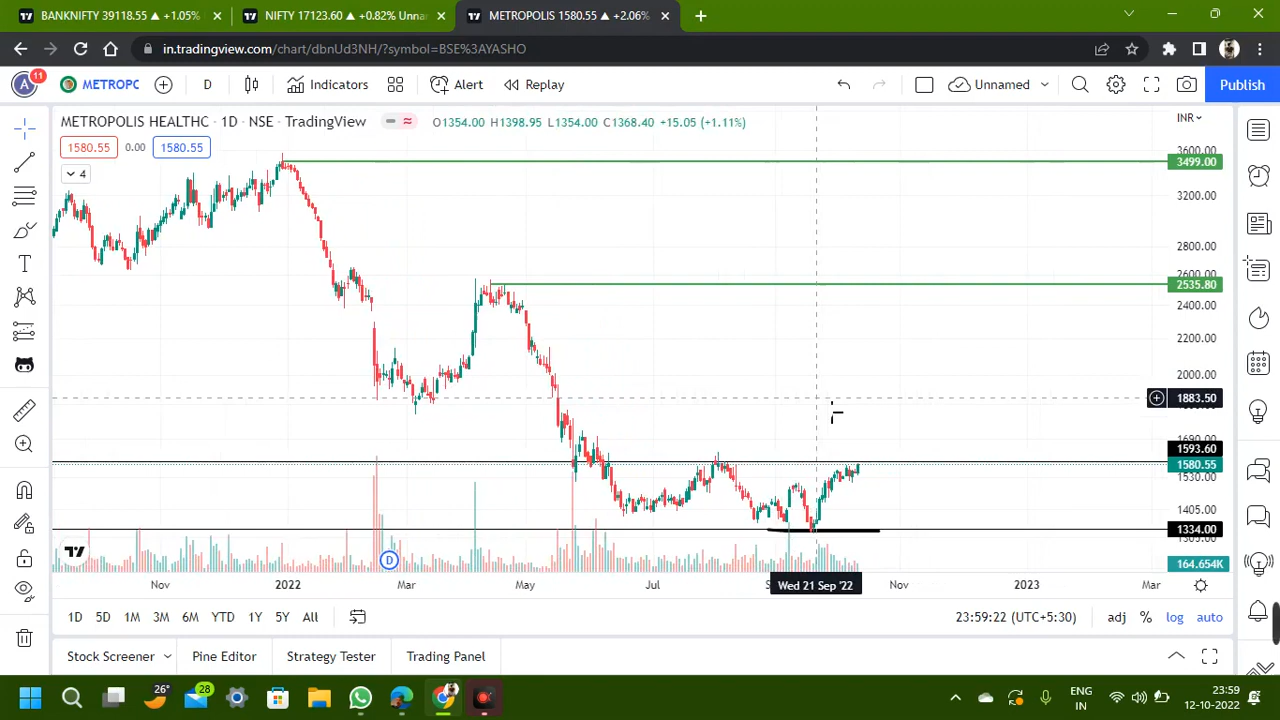 BANKNIFTY 39118.55 ▲ +1.05%
NIFTY 17123.60 ▲ +0.82% Unna
METROPOLIS 1580.55 ▲ +2.06%
in.tradingview.com/chart/dbnUd3NH/?symbol=BSE%3AYASHO
A
11
METROPO
D
Indicators
Alert
Replay
Unnamed
Publish
METROPOLIS HEALTHC · 1D · NSE · TradingView
O1354.00 H1398.95 L1354.00 C1368.40 +15.05 (+1.11%)
INR
1580.55
0.00
1580.55
4
3600.00
3499.00
3200.00
2800.00
2600.00
2535.80
2400.00
2200.00
2000.00
1883.50
1690.00
1593.60
1580.55
1530.00
1405.00
1334.00
1305.00
164.654K
D
Nov
2022
Mar
May
Jul
Wed 21 Sep '22
Nov
2023
Mar
1D
5D
1M
3M
6M
YTD
1Y
5Y
All
23:59:22 (UTC+5:30)
adj
%
log
auto
Stock Screener
Pine Editor
Strategy Tester
Trading Panel
26°
28
ENG
IN
23:59
12-10-2022